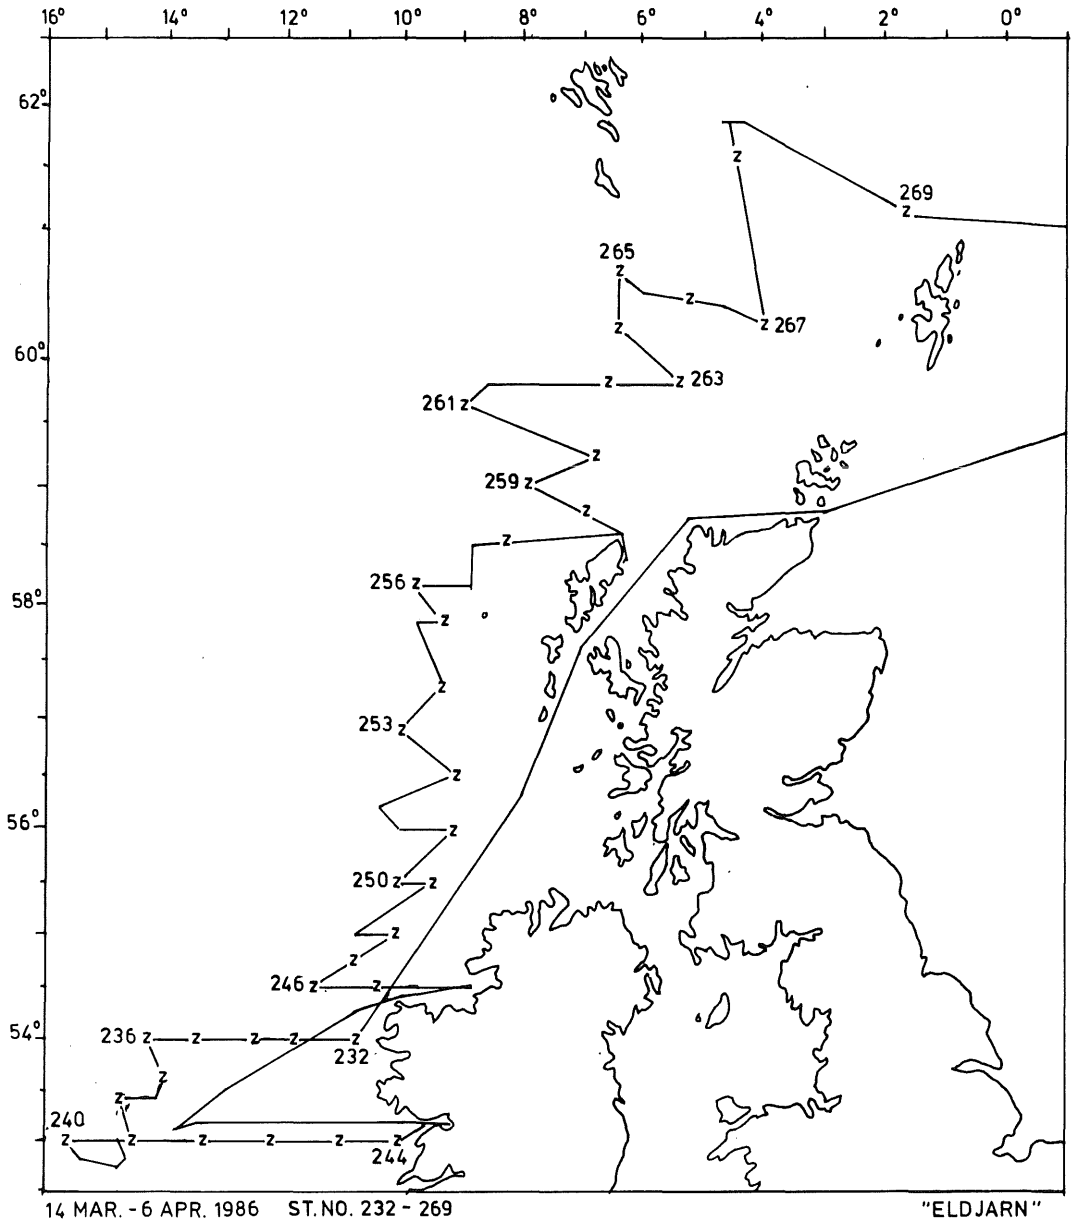 16° 14° 12° 10° 8° 6° 4° 2° 0°
62°
z
269
z
265
z
z
z 267
60°
z
z z 263
261 z
z
259 z
z
z
256 z
58°
z
z
253 z
z
56°
z
250 z z
z
z
246 z z
54°
236 z z z z z
232
z
z
240
z z z z z z
244
14 MAR. - 6 APR. 1986 ST. NO. 232 - 269 "ELDJARN"